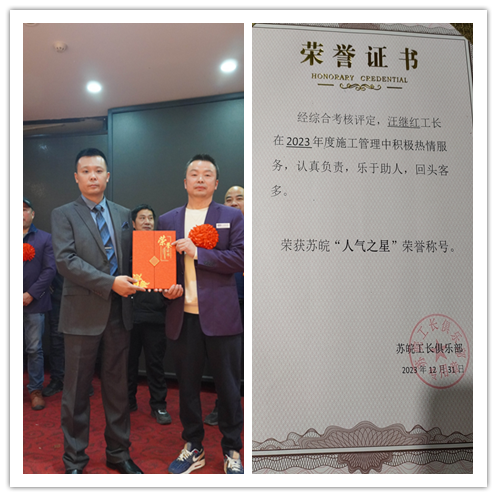 荣
荣誉证书
HONORARY CREDENTIAL
经综合考核评定，汪继红工长
在2023年度施工管理中积极热情服
务，认真负责，乐于助人，回头客
多。
荣获苏皖“人气之星”荣誉称号。
苏皖工长俱乐部
2023年12月31日